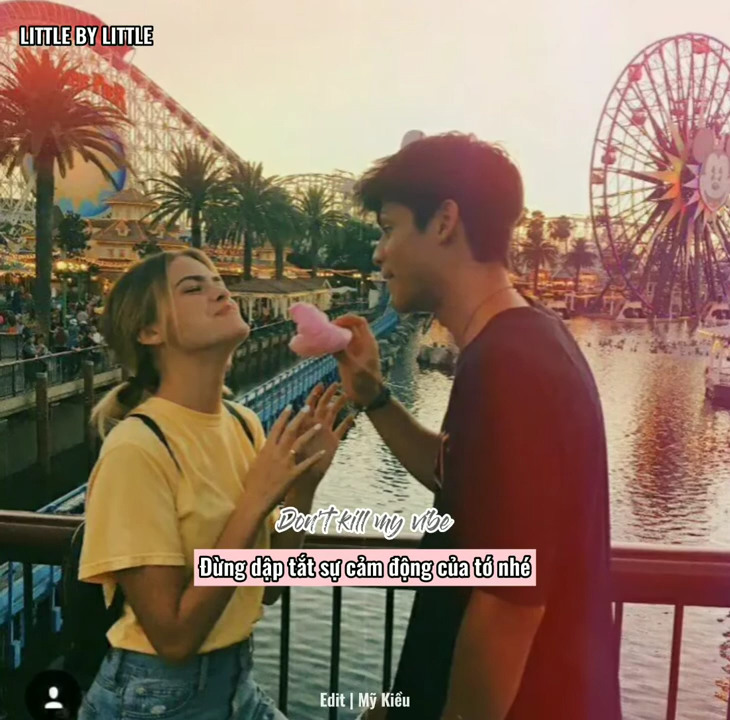 LITTLE BY LITTLE
Don't kill my vibe
Đừng dập tắt sự cảm động của tớ nhé
Edit | Mỹ Kiều